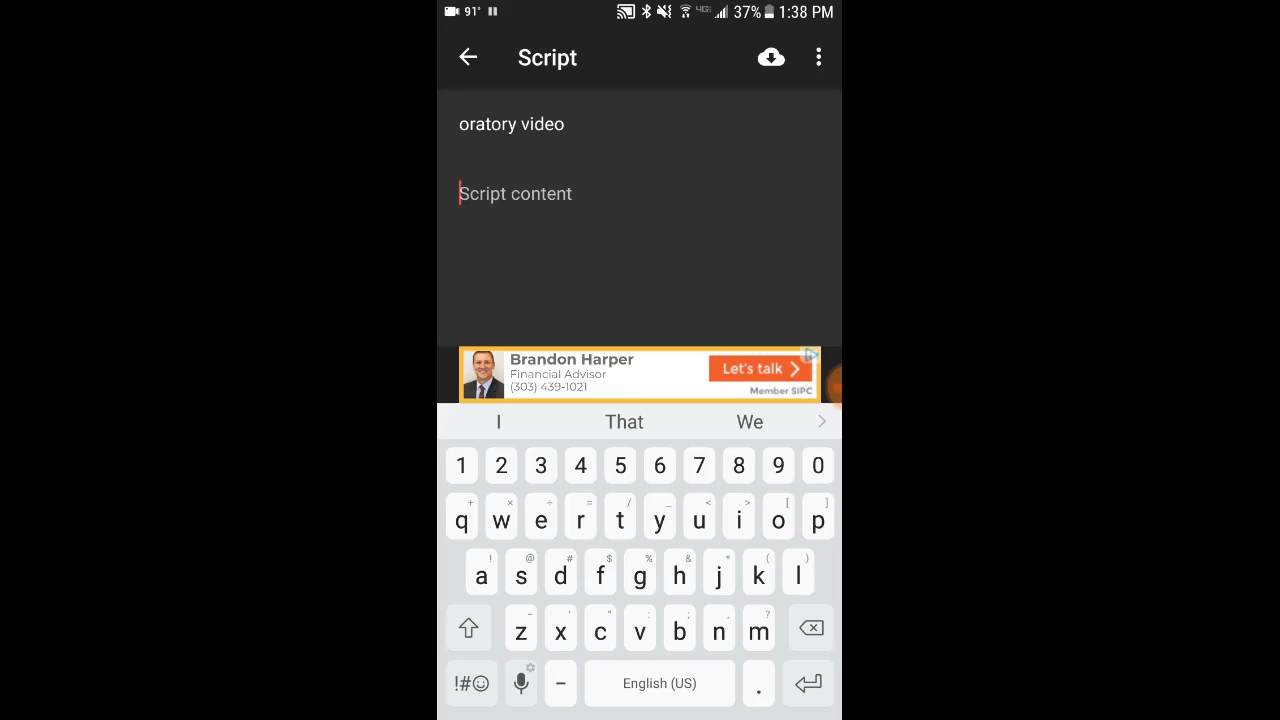 91°
4G
37%
1:38 PM
Script
oratory video
Script content
Brandon Harper
Financial Advisor
(303) 439-1021
Let's talk
Member SIPC
I That We
1 2 3 4 5 6 7 8 9 0
+ × ÷ = / _ < > [ ]
q w e r t y u i o p
! @ # $ % & * ( )
a s d f g h j k l
- ' " : ; , ?
z x c v b n m
!#☺ - English (US) .